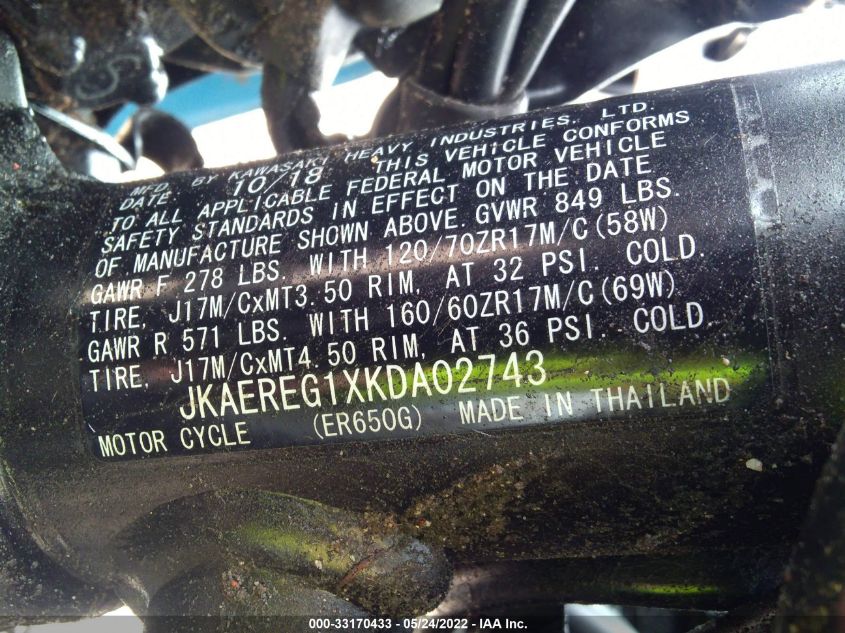 MFD. BY KAWASAKI HEAVY INDUSTRIES. LTD.
DATE 10/18 THIS VEHICLE CONFORMS
TO ALL APPLICABLE FEDERAL MOTOR VEHICLE
SAFETY STANDARDS IN EFFECT ON THE DATE
OF MANUFACTURE SHOWN ABOVE. GVWR 849 LBS.
GAWR F 278 LBS. WITH 120/70ZR17M/C(58W)
TIRE, J17M/CxMT3.50 RIM, AT 32 PSI. COLD.
GAWR R 571 LBS. WITH 160/60ZR17M/C(69W)
TIRE, J17M/CxMT4.50 RIM, AT 36 PSI. COLD.
JKAEREG1XKDA02743
MOTOR CYCLE (ER650G) MADE IN THAILAND
000-33170433 - 05/24/2022 - IAA Inc.